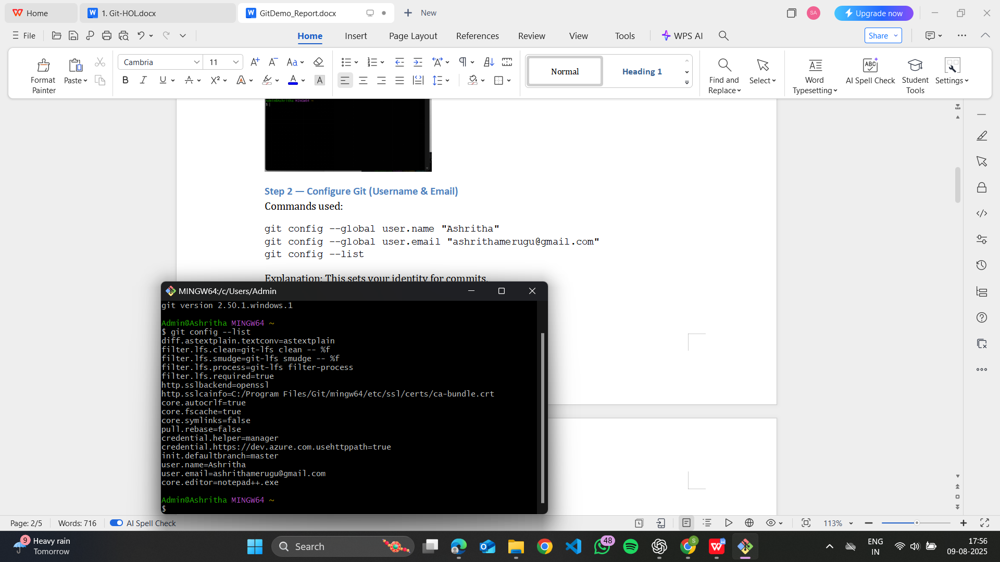 Home
1. Git-HOL.docx
GitDemo_Report.docx
New
SA
Upgrade now
File
Home
Insert
Page Layout
References
Review
View
Tools
WPS AI
Share
Format
Painter
Paste
Cambria
11
Normal
Heading 1
Find and
Replace
Select
Word
Typesetting
AI Spell Check
Student
Tools
Settings
Admin@Ashritha MINGW64 ~
$
Step 2 — Configure Git (Username & Email)
Commands used:
git config --global user.name "Ashritha"
git config --global user.email "ashrithamerugu@gmail.com"
git config --list
Explanation: This sets your identity for commits.
MINGW64:/c/Users/Admin
git version 2.50.1.windows.1
Admin@Ashritha MINGW64 ~
$ git config --list
diff.astextplain.textconv=astextplain
filter.lfs.clean=git-lfs clean -- %f
filter.lfs.smudge=git-lfs smudge -- %f
filter.lfs.process=git-lfs filter-process
filter.lfs.required=true
http.sslbackend=openssl
http.sslcainfo=C:/Program Files/Git/mingw64/etc/ssl/certs/ca-bundle.crt
core.autocrlf=true
core.fscache=true
core.symlinks=false
pull.rebase=false
credential.helper=manager
credential.https://dev.azure.com.usehttppath=true
init.defaultbranch=master
user.name=Ashritha
user.email=ashrithamerugu@gmail.com
core.editor=notepad++.exe
Admin@Ashritha MINGW64 ~
$
Page: 2/5
Words: 716
AI Spell Check
113%
9
Heavy rain
Tomorrow
Search
48
S
ENG
IN
17:56
09-08-2025